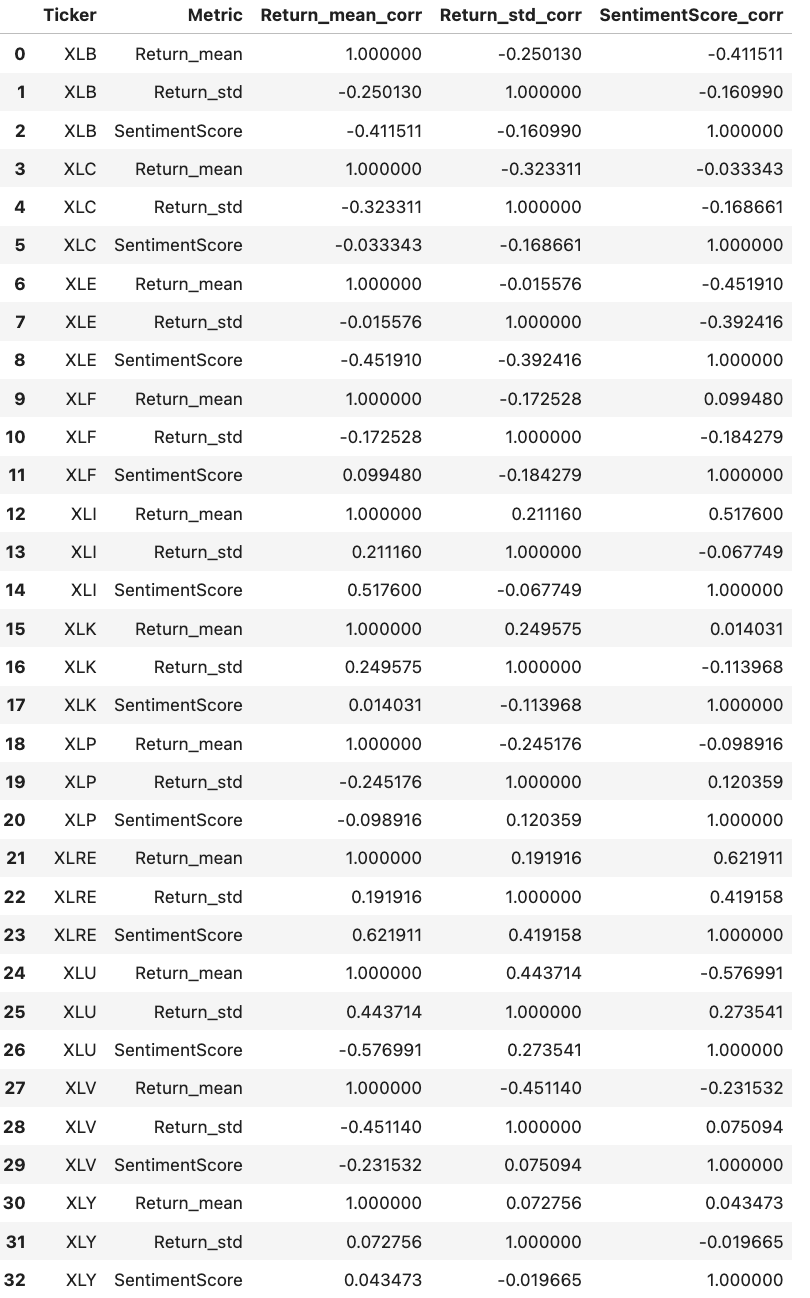 Ticker Metric Return_mean_corr Return_std_corr SentimentScore_corr
0 XLB Return_mean 1.000000 -0.250130 -0.411511
1 XLB Return_std -0.250130 1.000000 -0.160990
2 XLB SentimentScore -0.411511 -0.160990 1.000000
3 XLC Return_mean 1.000000 -0.323311 -0.033343
4 XLC Return_std -0.323311 1.000000 -0.168661
5 XLC SentimentScore -0.033343 -0.168661 1.000000
6 XLE Return_mean 1.000000 -0.015576 -0.451910
7 XLE Return_std -0.015576 1.000000 -0.392416
8 XLE SentimentScore -0.451910 -0.392416 1.000000
9 XLF Return_mean 1.000000 -0.172528 0.099480
10 XLF Return_std -0.172528 1.000000 -0.184279
11 XLF SentimentScore 0.099480 -0.184279 1.000000
12 XLI Return_mean 1.000000 0.211160 0.517600
13 XLI Return_std 0.211160 1.000000 -0.067749
14 XLI SentimentScore 0.517600 -0.067749 1.000000
15 XLK Return_mean 1.000000 0.249575 0.014031
16 XLK Return_std 0.249575 1.000000 -0.113968
17 XLK SentimentScore 0.014031 -0.113968 1.000000
18 XLP Return_mean 1.000000 -0.245176 -0.098916
19 XLP Return_std -0.245176 1.000000 0.120359
20 XLP SentimentScore -0.098916 0.120359 1.000000
21 XLRE Return_mean 1.000000 0.191916 0.621911
22 XLRE Return_std 0.191916 1.000000 0.419158
23 XLRE SentimentScore 0.621911 0.419158 1.000000
24 XLU Return_mean 1.000000 0.443714 -0.576991
25 XLU Return_std 0.443714 1.000000 0.273541
26 XLU SentimentScore -0.576991 0.273541 1.000000
27 XLV Return_mean 1.000000 -0.451140 -0.231532
28 XLV Return_std -0.451140 1.000000 0.075094
29 XLV SentimentScore -0.231532 0.075094 1.000000
30 XLY Return_mean 1.000000 0.072756 0.043473
31 XLY Return_std 0.072756 1.000000 -0.019665
32 XLY SentimentScore 0.043473 -0.019665 1.000000